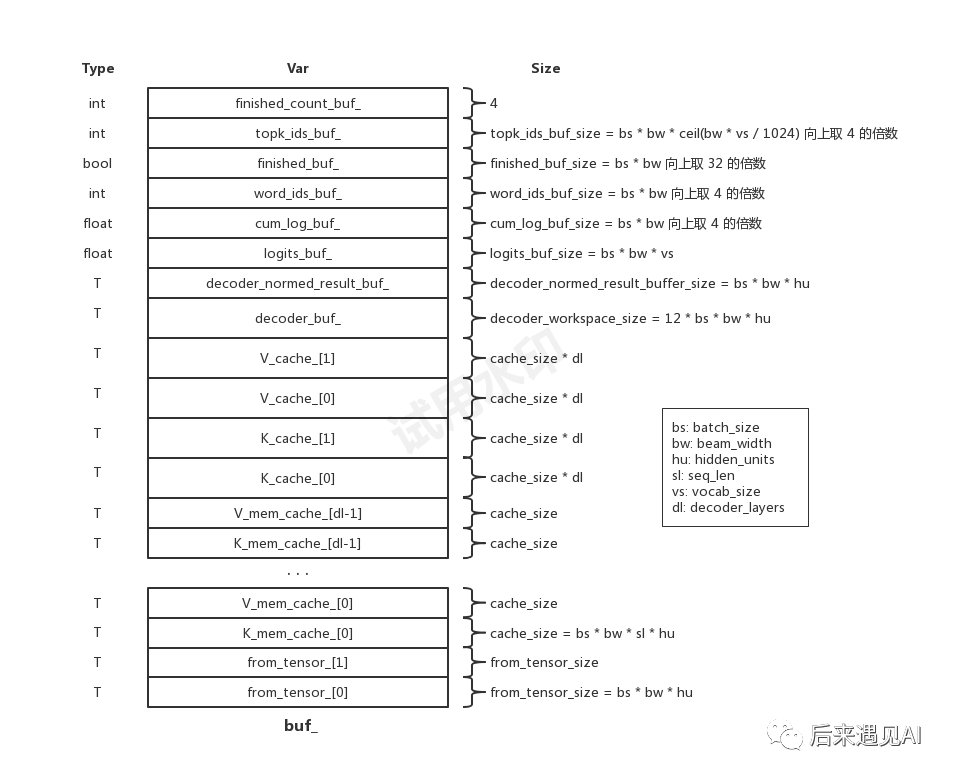 Type Var Size
int finished_count_buf_ 4
int topk_ids_buf_ topk_ids_buf_size = bs * bw * ceil(bw * vs / 1024) 向上取 4 的倍数
bool finished_buf_ finished_buf_size = bs * bw 向上取 32 的倍数
int word_ids_buf_ word_ids_buf_size = bs * bw 向上取 4 的倍数
float cum_log_buf_ cum_log_buf_size = bs * bw 向上取 4 的倍数
float logits_buf_ logits_buf_size = bs * bw * vs
T decoder_normed_result_buf_ decoder_normed_result_buffer_size = bs * bw * hu
T decoder_buf_ decoder_workspace_size = 12 * bs * bw * hu
T V_cache_[1] cache_size * dl
T V_cache_[0] cache_size * dl
T K_cache_[1] cache_size * dl
T K_cache_[0] cache_size * dl
T V_mem_cache_[dl-1] cache_size
T K_mem_cache_[dl-1] cache_size
...
T V_mem_cache_[0] cache_size
T K_mem_cache_[0] cache_size = bs * bw * sl * hu
T from_tensor_[1] from_tensor_size
T from_tensor_[0] from_tensor_size = bs * bw * hu
buf_
bs: batch_size
bw: beam_width
hu: hidden_units
sl: seq_len
vs: vocab_size
dl: decoder_layers
试用水印
后来遇见AI